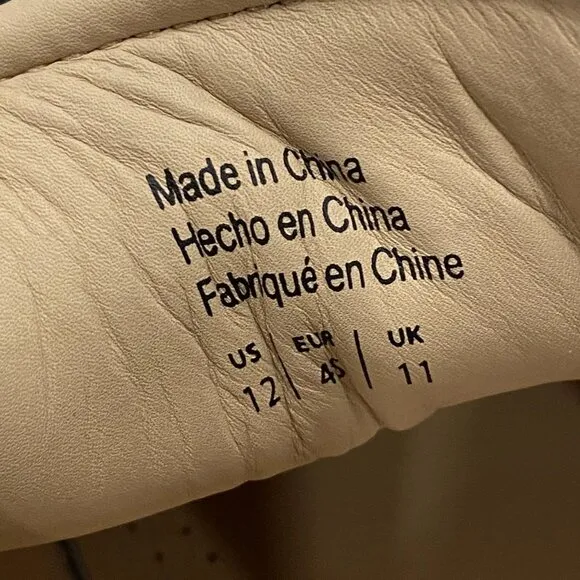 Made in China
Hecho en China
Fabriqué en Chine
US | EUR | UK
12 | 45 | 11